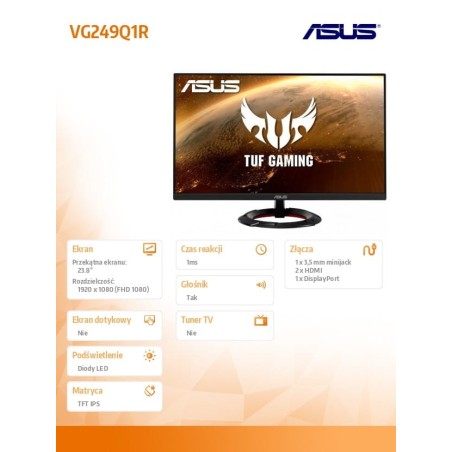 VG249Q1R
ASUS
ASUS
TUF GAMING
ASUS
Ekran
Przekątna ekranu:
23.8"
Rozdzielczość:
1920 x 1080 (FHD 1080)
Ekran dotykowy
Nie
Podświetlenie
Diody LED
Matryca
TFT IPS
Czas reakcji
1ms
Głośnik
Tak
Tuner TV
Nie
Złącza
1 x 3,5 mm minijack
2 x HDMI
1 x DisplayPort